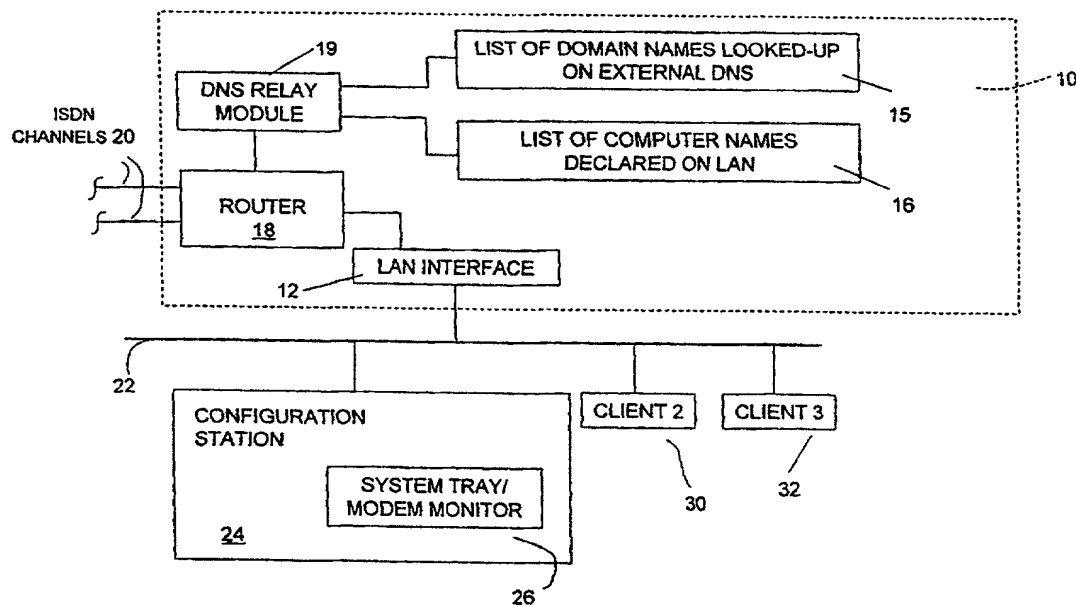 19
LIST OF DOMAIN NAMES LOOKED-UP
ON EXTERNAL DNS
10
DNS RELAY
MODULE
15
ISDN
CHANNELS 20
LIST OF COMPUTER NAMES
DECLARED ON LAN
16
ROUTER
18
LAN INTERFACE
12
22
CONFIGURATION
STATION
CLIENT 2
CLIENT 3
30
32
SYSTEM TRAY/
MODEM MONITOR
24
26